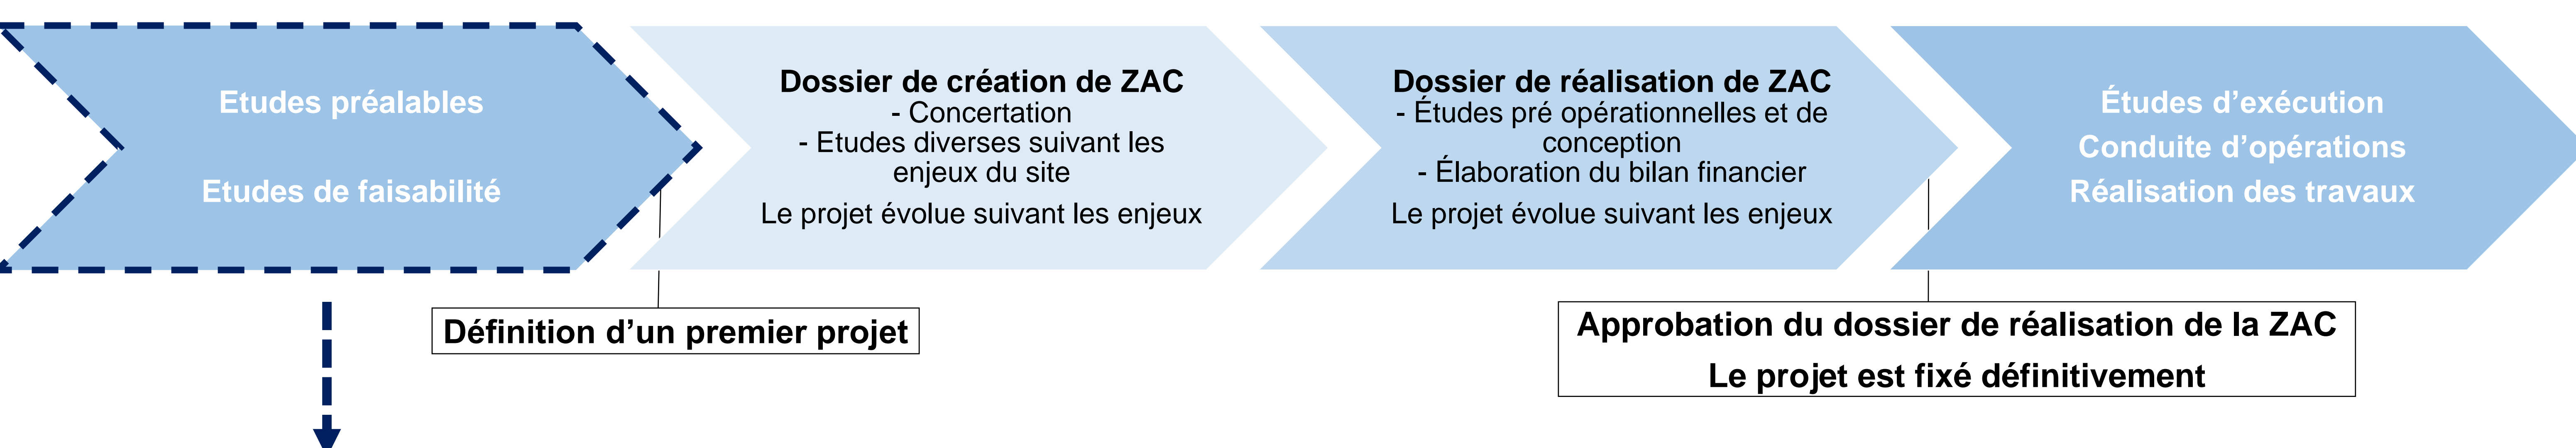 Etudes préalables
Etudes de faisabilité
Dossier de création de ZAC
- Concertation
- Etudes diverses suivant les
enjeux du site
Le projet évolue suivant les enjeux
Dossier de réalisation de ZAC
- Études pré opérationnelles et de
conception
- Élaboration du bilan financier
Le projet évolue suivant les enjeux
Études d’exécution
Conduite d’opérations
Réalisation des travaux
Définition d’un premier projet
Approbation du dossier de réalisation de la ZAC
Le projet est fixé définitivement